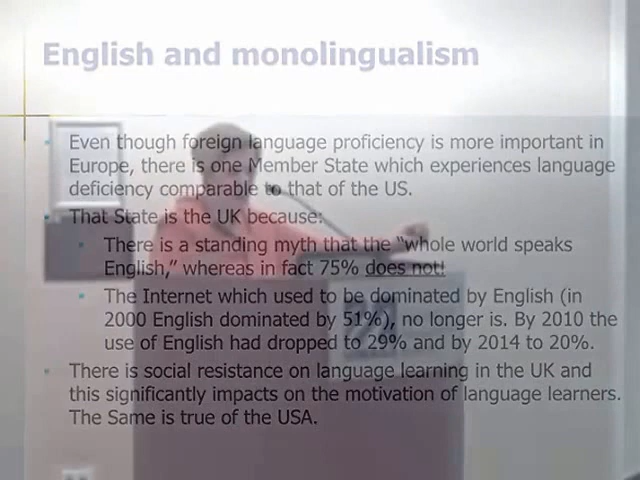 English and monolingualism
Even though foreign language proficiency is more important in
Europe, there is one Member State which experiences language
deficiency comparable to that of the US.
That State is the UK because:
There is a standing myth that the “whole world speaks
English,” whereas in fact 75% does not!
The Internet which used to be dominated by English (in
2000 English dominated by 51%), no longer is. By 2010 the
use of English had dropped to 29% and by 2014 to 20%.
There is social resistance on language learning in the UK and
this significantly impacts on the motivation of language learners.
The Same is true of the USA.